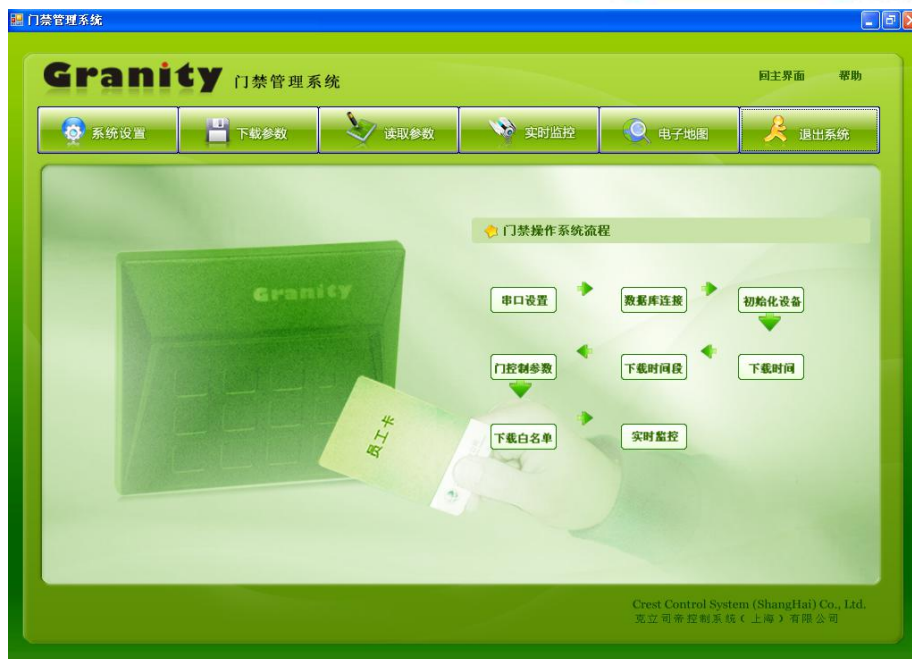 门禁管理系统
Granity 门禁管理系统
回主界面 帮助
系统设置 下载参数 读取参数 实时监控 电子地图 退出系统
门禁操作系统流程
Granity
串口设置 数据库连接 初始化设备
门控制参数 下载时间段 下载时间
员工卡
下载白名单 实时监控
Crest Control System (ShangHai) Co., Ltd.
克立司帝控制系统（上海）有限公司